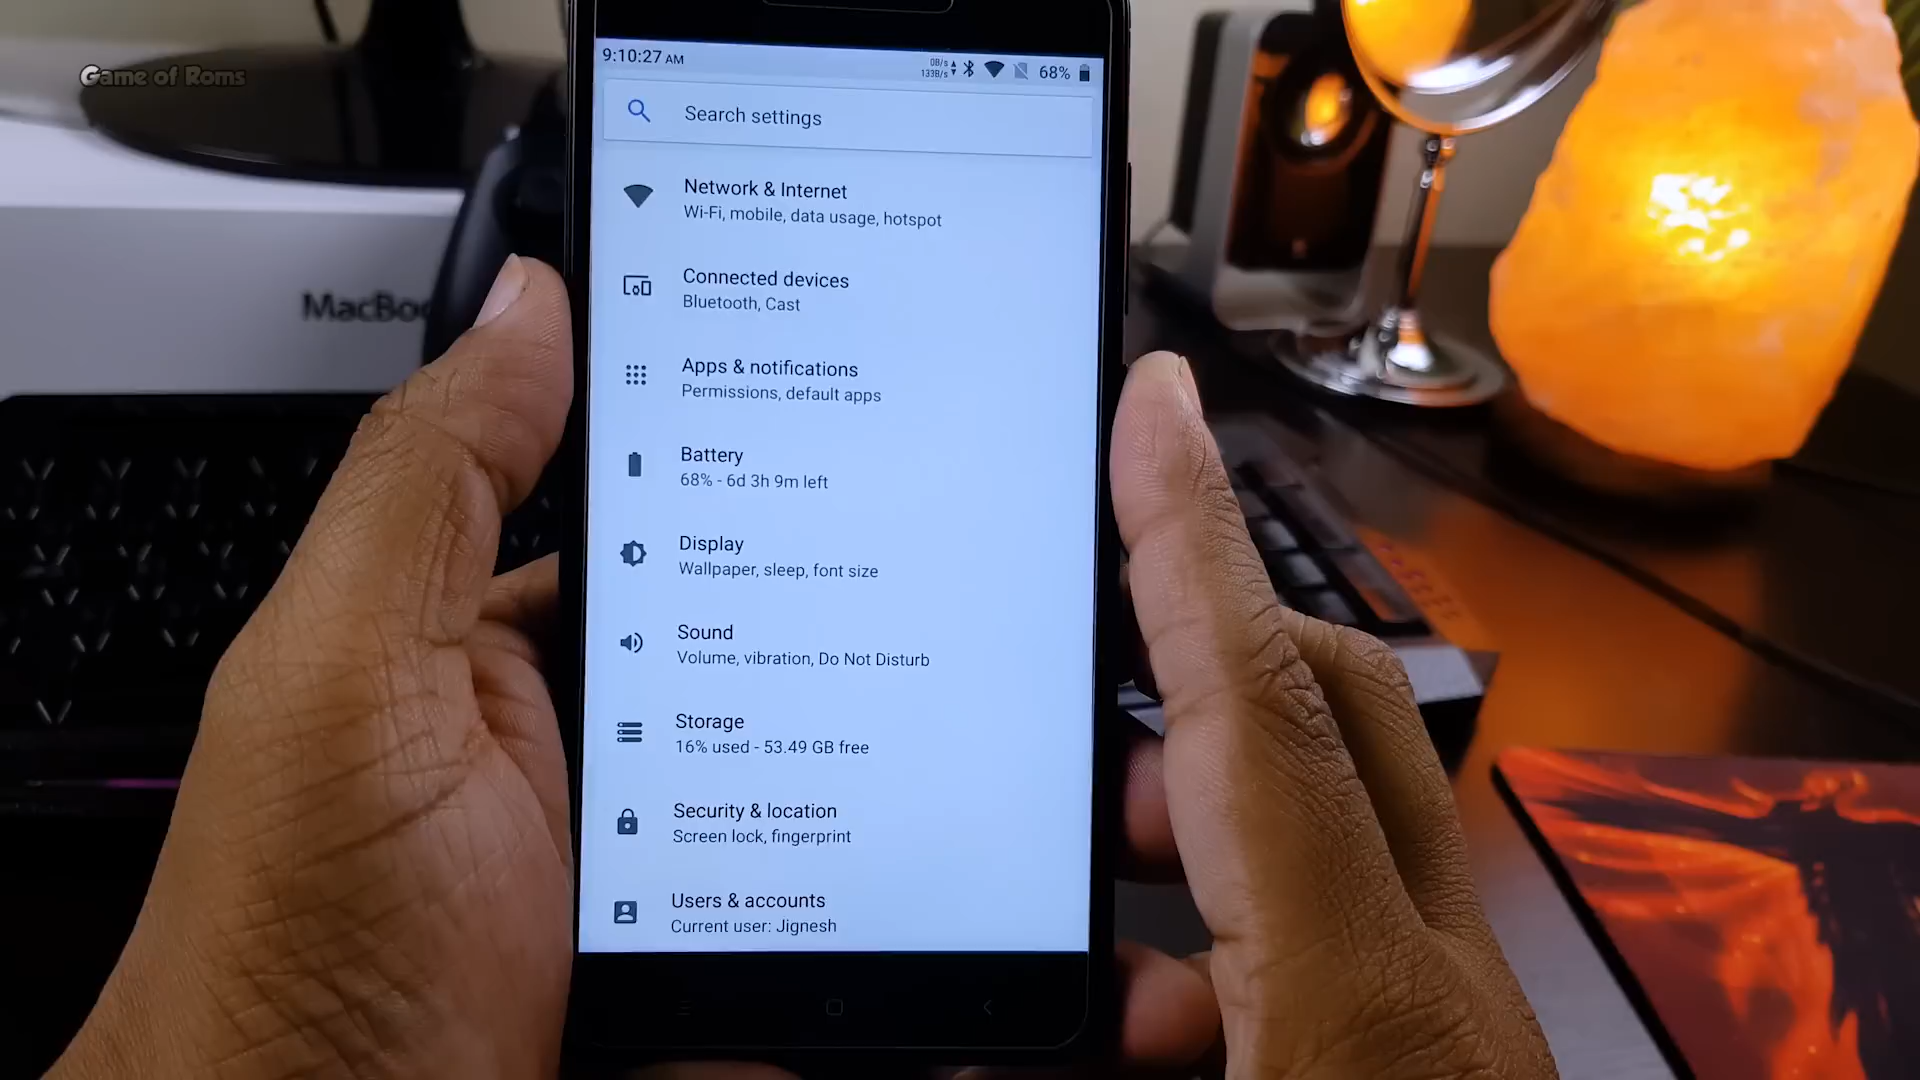 Game of Roms
9:10:27 AM
0B/s
133B/s
68%
Search settings
Network & Internet
Wi-Fi, mobile, data usage, hotspot
Connected devices
Bluetooth, Cast
Apps & notifications
Permissions, default apps
Battery
68% - 6d 3h 9m left
Display
Wallpaper, sleep, font size
Sound
Volume, vibration, Do Not Disturb
Storage
16% used - 53.49 GB free
Security & location
Screen lock, fingerprint
Users & accounts
Current user: Jignesh